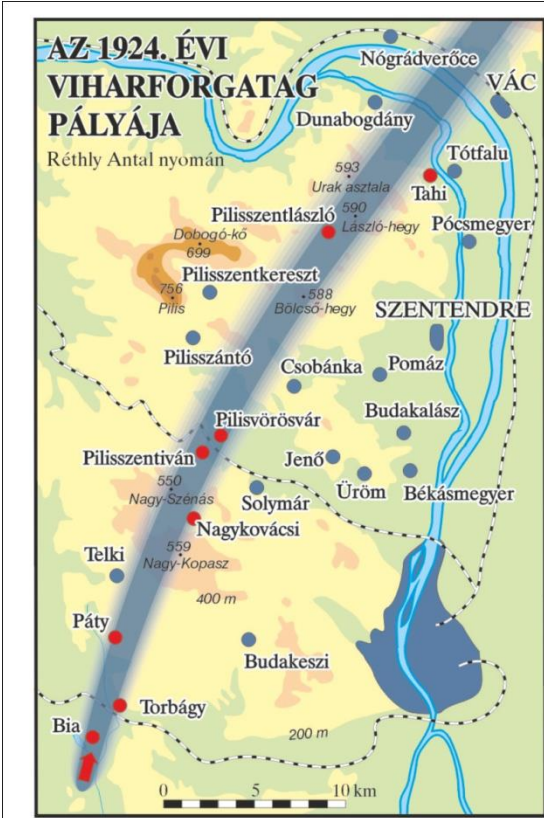 AZ 1924. ÉVI
VIHARFORGATAG
PÁLYÁJA
Réthly Antal nyomán
Nógrádverőce
VÁC
Dunabogdány
Tótfalu
593
Urak asztala
Tahi
Pilisszentlászló
590
László-hegy
Pócsmegyer
Dobogó-kő
699
Pilisszentkereszt
756
Pilis
588
Bölcső-hegy
SZENTENDRE
Pilisszántó
Csobánka
Pomáz
Pilisvörösvár
Budakalász
Pilisszentiván
Jenő
Üröm
Békásmegyer
550
Nagy-Szénás
Solymár
Nagykovácsi
559
Nagy-Kopasz
Telki
400 m
Páty
Budakeszi
Torbágy
Bia
200 m
0 5 10 km